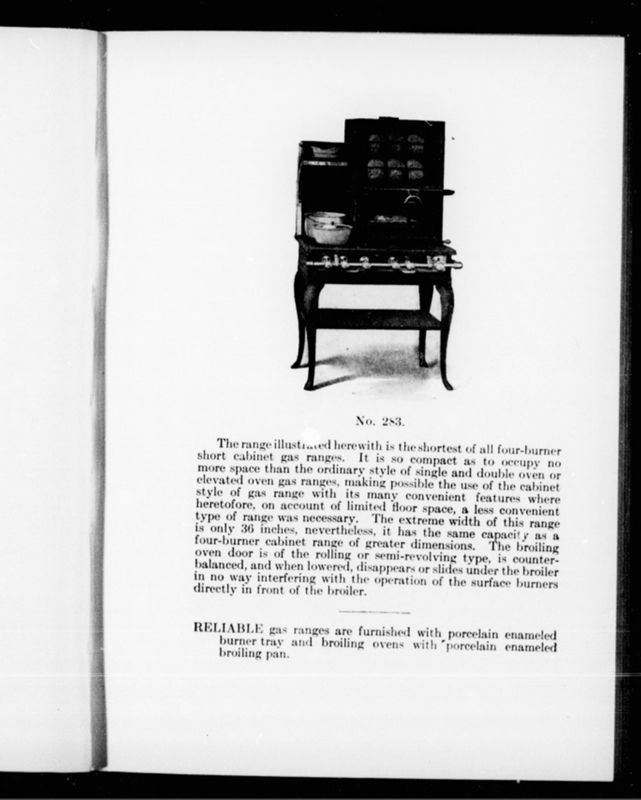 No. 283.
The range illustrated herewith is the shortest of all four-burner
short cabinet gas ranges. It is so compact as to occupy no
more space than the ordinary style of single and double oven or
elevated oven gas ranges, making possible the use of the cabinet
style of gas range with its many convenient features where
heretofore, on account of limited floor space, a less convenient
type of range was necessary. The extreme width of this range
is only 36 inches, nevertheless, it has the same capacity as a
four-burner cabinet range of greater dimensions. The broiling
oven door is of the rolling or semi-revolving type, is counter-
balanced, and when lowered, disappears or slides under the broiler
in no way interfering with the operation of the surface burners
directly in front of the broiler.
RELIABLE gas ranges are furnished with porcelain enameled
burner tray and broiling ovens with porcelain enameled
broiling pan.